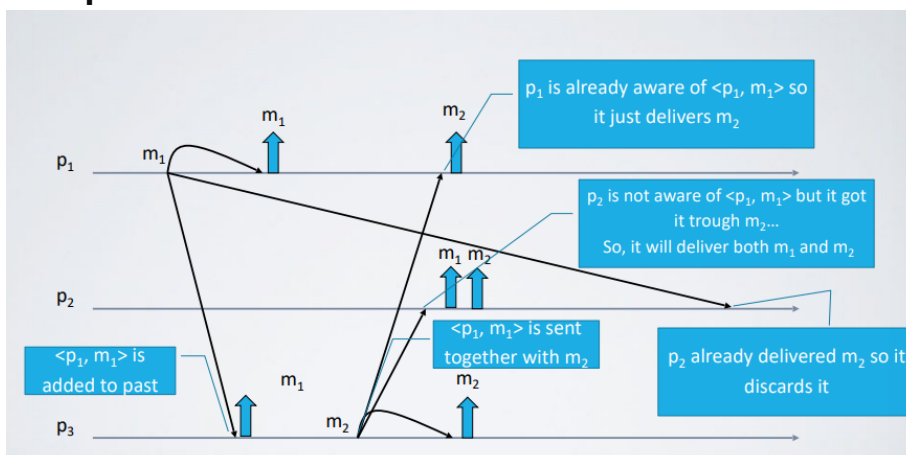 p₁ is already aware of <p₁, m₁> so
it just delivers m₂
m₁
m₂
m₁
p₁
p₂ is not aware of <p₁, m₁> but it got
it trough m₂...
So, it will deliver both m₁ and m₂
m₁ m₂
p₂
<p₁, m₁> is sent
together with m₂
<p₁, m₁> is
added to past
p₂ already delivered m₂ so it
discards it
m₁
m₂
m₂
p₃